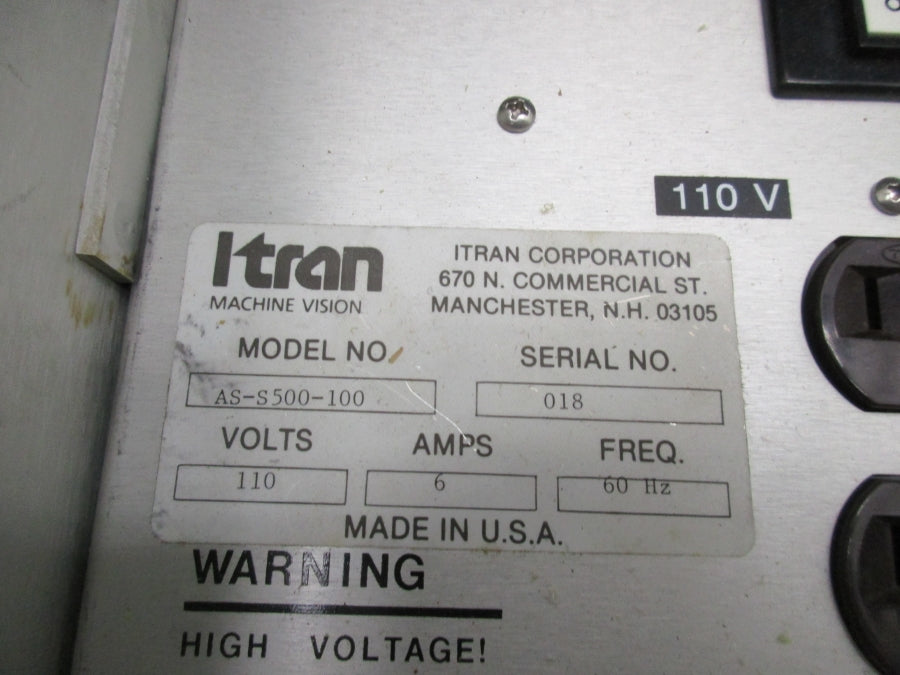 110 V
Itran
MACHINE VISION
ITRAN CORPORATION
670 N. COMMERCIAL ST.
MANCHESTER, N.H. 03105
MODEL NO.
SERIAL NO.
AS-S500-100
018
VOLTS
AMPS
FREQ.
110
6
60 Hz
MADE IN U.S.A.
WARNING
HIGH VOLTAGE!